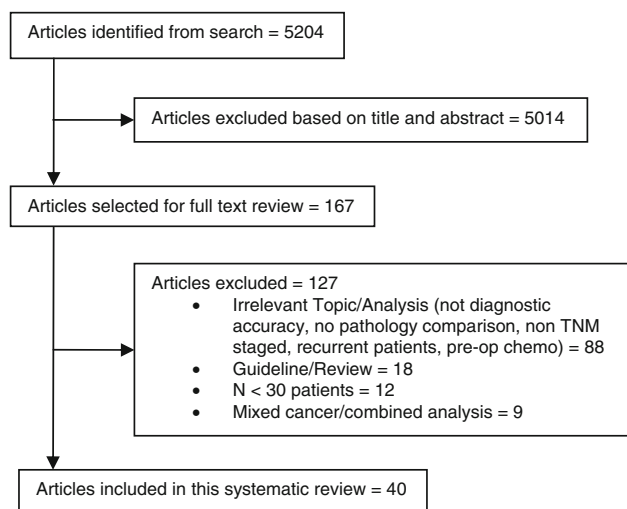 Articles identified from search = 5204
Articles excluded based on title and abstract = 5014
Articles selected for full text review = 167
Articles excluded = 127
• Irrelevant Topic/Analysis (not diagnostic
accuracy, no pathology comparison, non TNM
staged, recurrent patients, pre-op chemo) = 88
• Guideline/Review = 18
• N < 30 patients = 12
• Mixed cancer/combined analysis = 9
Articles included in this systematic review = 40